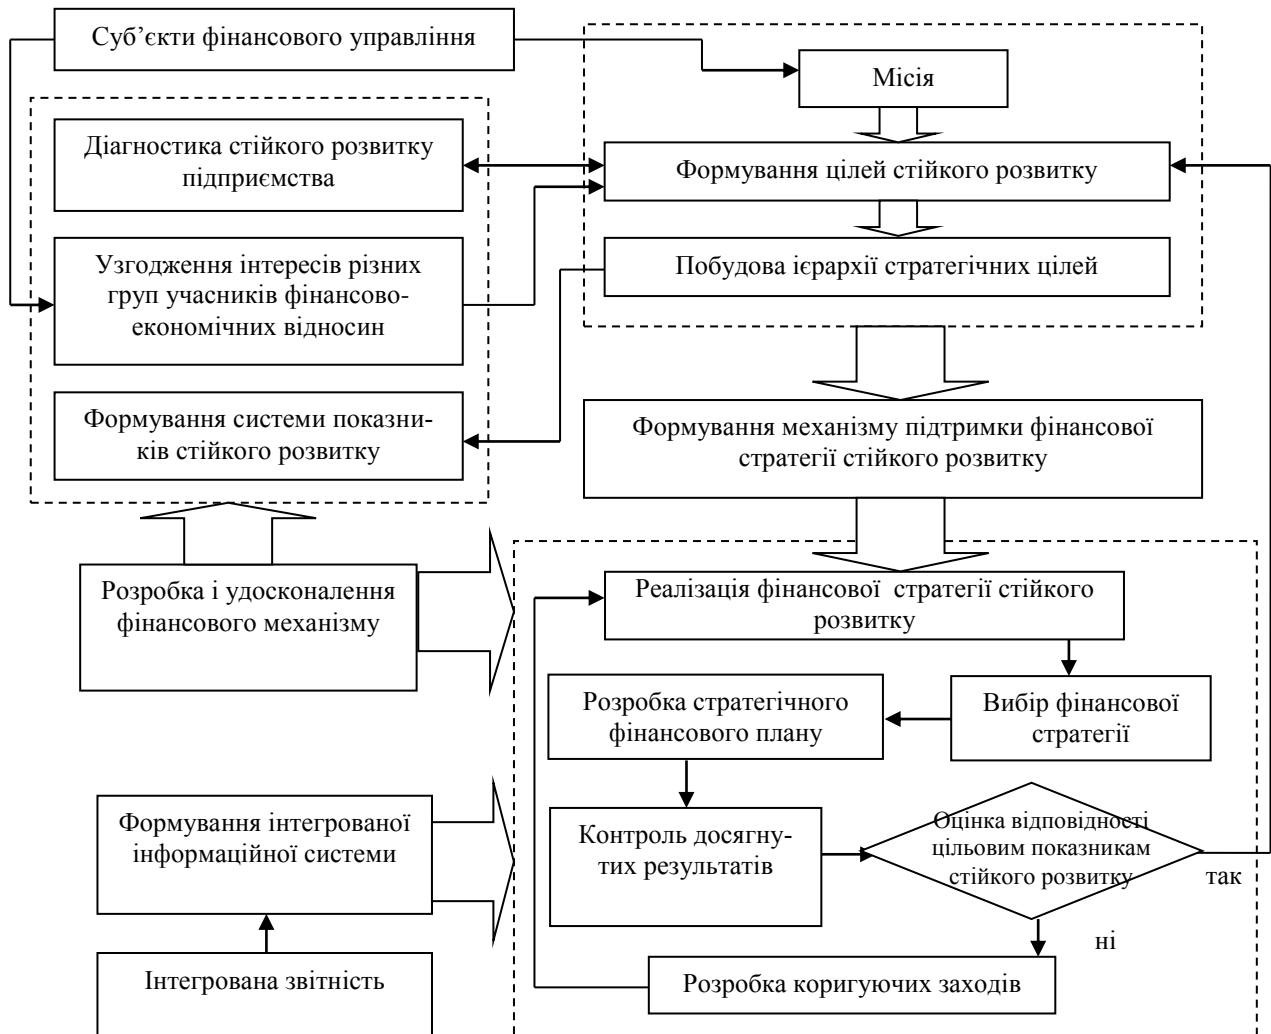 Суб’єкти фінансового управління
Місія
Діагностика стійкого розвитку
підприємства
Формування цілей стійкого розвитку
Узгодження інтересів різних
груп учасників фінансово-
економічних відносин
Побудова ієрархії стратегічних цілей
Формування системи показни-
ків стійкого розвитку
Формування механізму підтримки фінансової
стратегії стійкого розвитку
Розробка і удосконалення
фінансового механізму
Реалізація фінансової стратегії стійкого
розвитку
Розробка стратегічного
фінансового плану
Вибір фінансової
стратегії
Формування інтегрованої
інформаційної системи
Контроль досягну-
тих результатів
Оцінка відповідності
цільовим показникам
стійкого розвитку
так
ні
Інтегрована звітність
Розробка коригуючих заходів